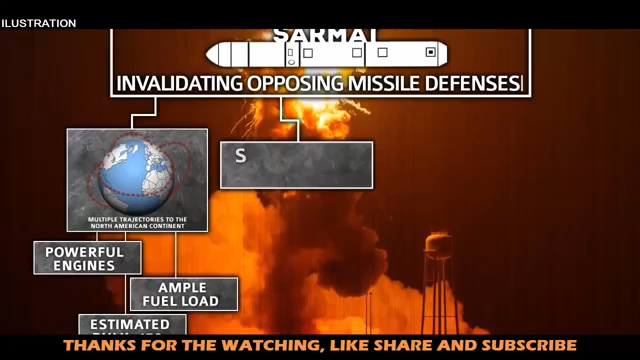 ILLUSTRATION
SARMAT
INVALIDATING OPPOSING MISSILE DEFENSES
S
MULTIPLE TRAJECTORIES TO THE
NORTH AMERICAN CONTINENT
POWERFUL
ENGINES
AMPLE
FUEL LOAD
ESTIMATED
THANKS FOR THE WATCHING, LIKE SHARE AND SUBSCRIBE